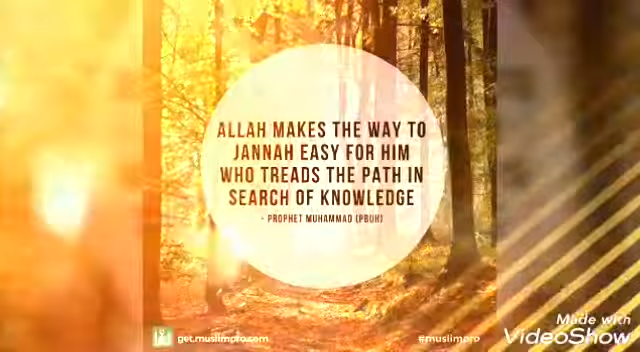 ALLAH MAKES THE WAY TO
JANNAH EASY FOR HIM
WHO TREADS THE PATH IN
SEARCH OF KNOWLEDGE
- PROPHET MUHAMMAD (PBUH)
get.muslimpro.com
#muslimpro
Made with
VideoShow